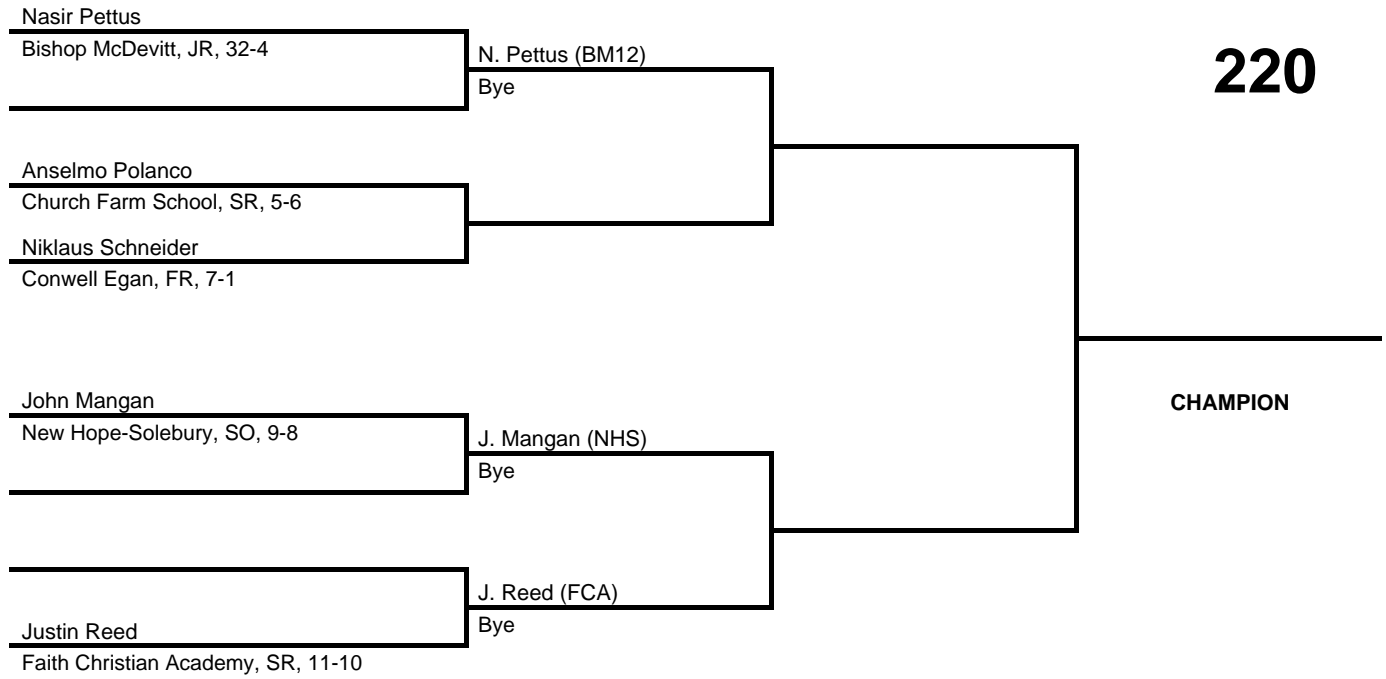 Nasir Pettus
Bishop McDevitt, JR, 32-4
N. Pettus (BM12)
Bye
220
Anselmo Polanco
Church Farm School, SR, 5-6
Niklaus Schneider
Conwell Egan, FR, 7-1
John Mangan
New Hope-Solebury, SO, 9-8
J. Mangan (NHS)
Bye
CHAMPION
J. Reed (FCA)
Bye
Justin Reed
Faith Christian Academy, SR, 11-10